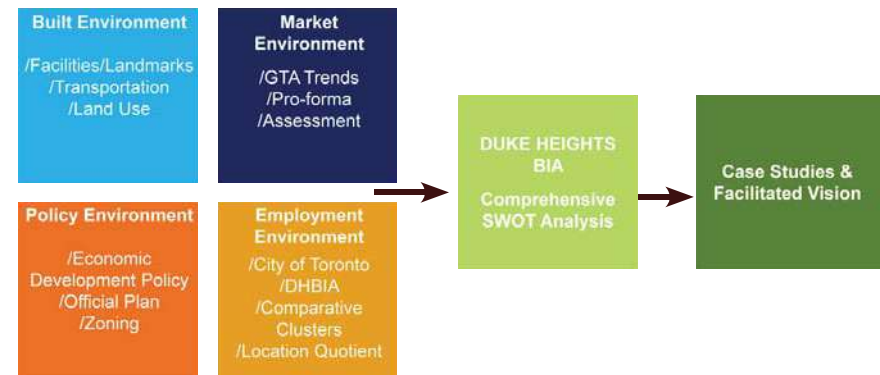 Built Environment
/Facilities/Landmarks
/Transportation
/Land Use
Market
Environment
/GTA Trends
/Pro-forma
/Assessment
Policy Environment
/Economic
Development Policy
/Official Plan
/Zoning
Employment
Environment
/City of Toronto
/DHBIA
/Comparative
Clusters
/Location Quotient
DUKE HEIGHTS
BIA
Comprehensive
SWOT Analysis
Case Studies &
Facilitated Vision